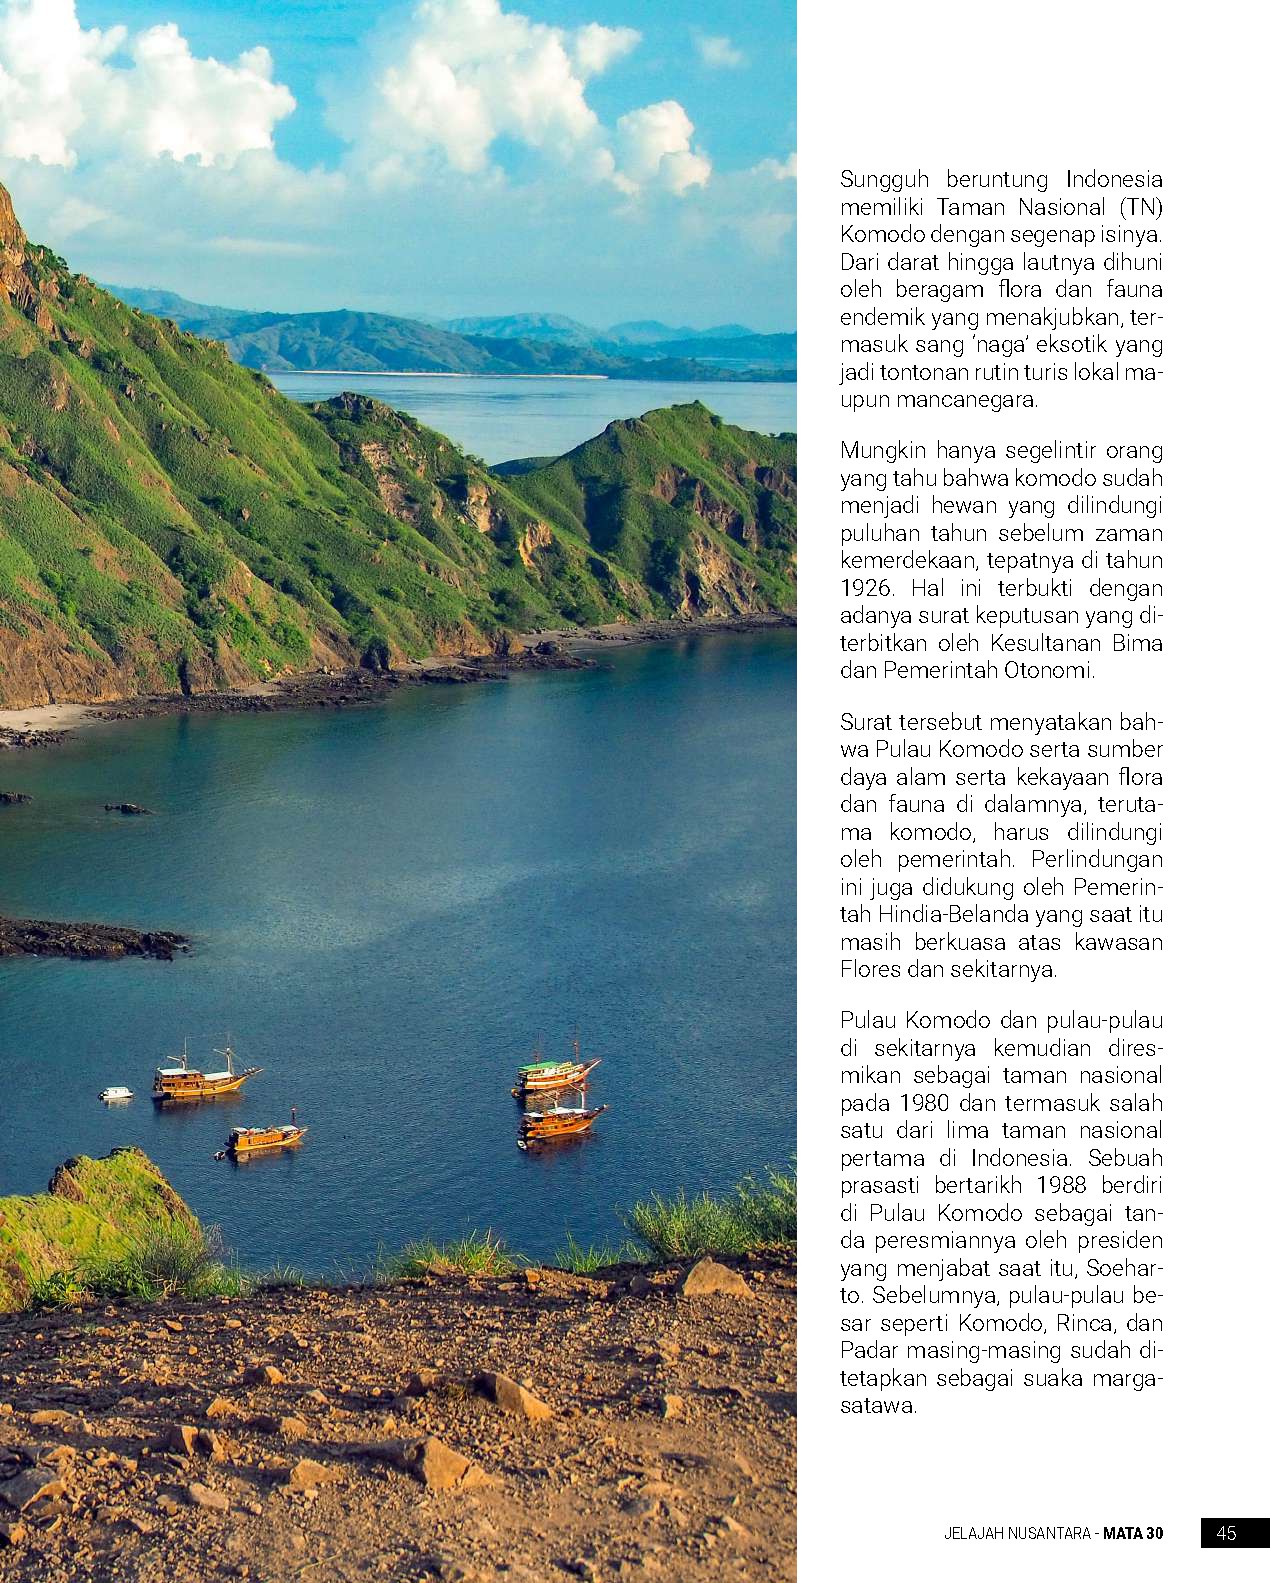 Sungguh beruntung Indonesia
memiliki Taman Nasional (TN)
Komodo dengan segenap isinya.
Dari darat hingga lautnya dihuni
oleh beragam flora dan fauna
endemik yang menakjubkan, ter-
masuk sang ‘naga’ eksotik yang
jadi tontonan rutin turis lokal ma-
upun mancanegara.
Mungkin hanya segelintir orang
yang tahu bahwa komodo sudah
menjadi hewan yang dilindungi
puluhan tahun sebelum zaman
kemerdekaan, tepatnya di tahun
1926. Hal ini terbukti dengan
adanya surat keputusan yang di-
terbitkan oleh Kesultanan Bima
dan Pemerintah Otonomi.
Surat tersebut menyatakan bah-
wa Pulau Komodo serta sumber
daya alam serta kekayaan flora
dan fauna di dalamnya, teruta-
ma komodo, harus dilindungi
oleh pemerintah. Perlindungan
ini juga didukung oleh Pemerin-
tah Hindia-Belanda yang saat itu
masih berkuasa atas kawasan
Flores dan sekitarnya.
Pulau Komodo dan pulau-pulau
di sekitarnya kemudian dires-
mikan sebagai taman nasional
pada 1980 dan termasuk salah
satu dari lima taman nasional
pertama di Indonesia. Sebuah
prasasti bertarikh 1988 berdiri
di Pulau Komodo sebagai tan-
da peresmiannya oleh presiden
yang menjabat saat itu, Soehar-
to. Sebelumnya, pulau-pulau be-
sar seperti Komodo, Rinca, dan
Padar masing-masing sudah di-
tetapkan sebagai suaka marga-
satawa.
JELAJAH NUSANTARA - MATA 30 45